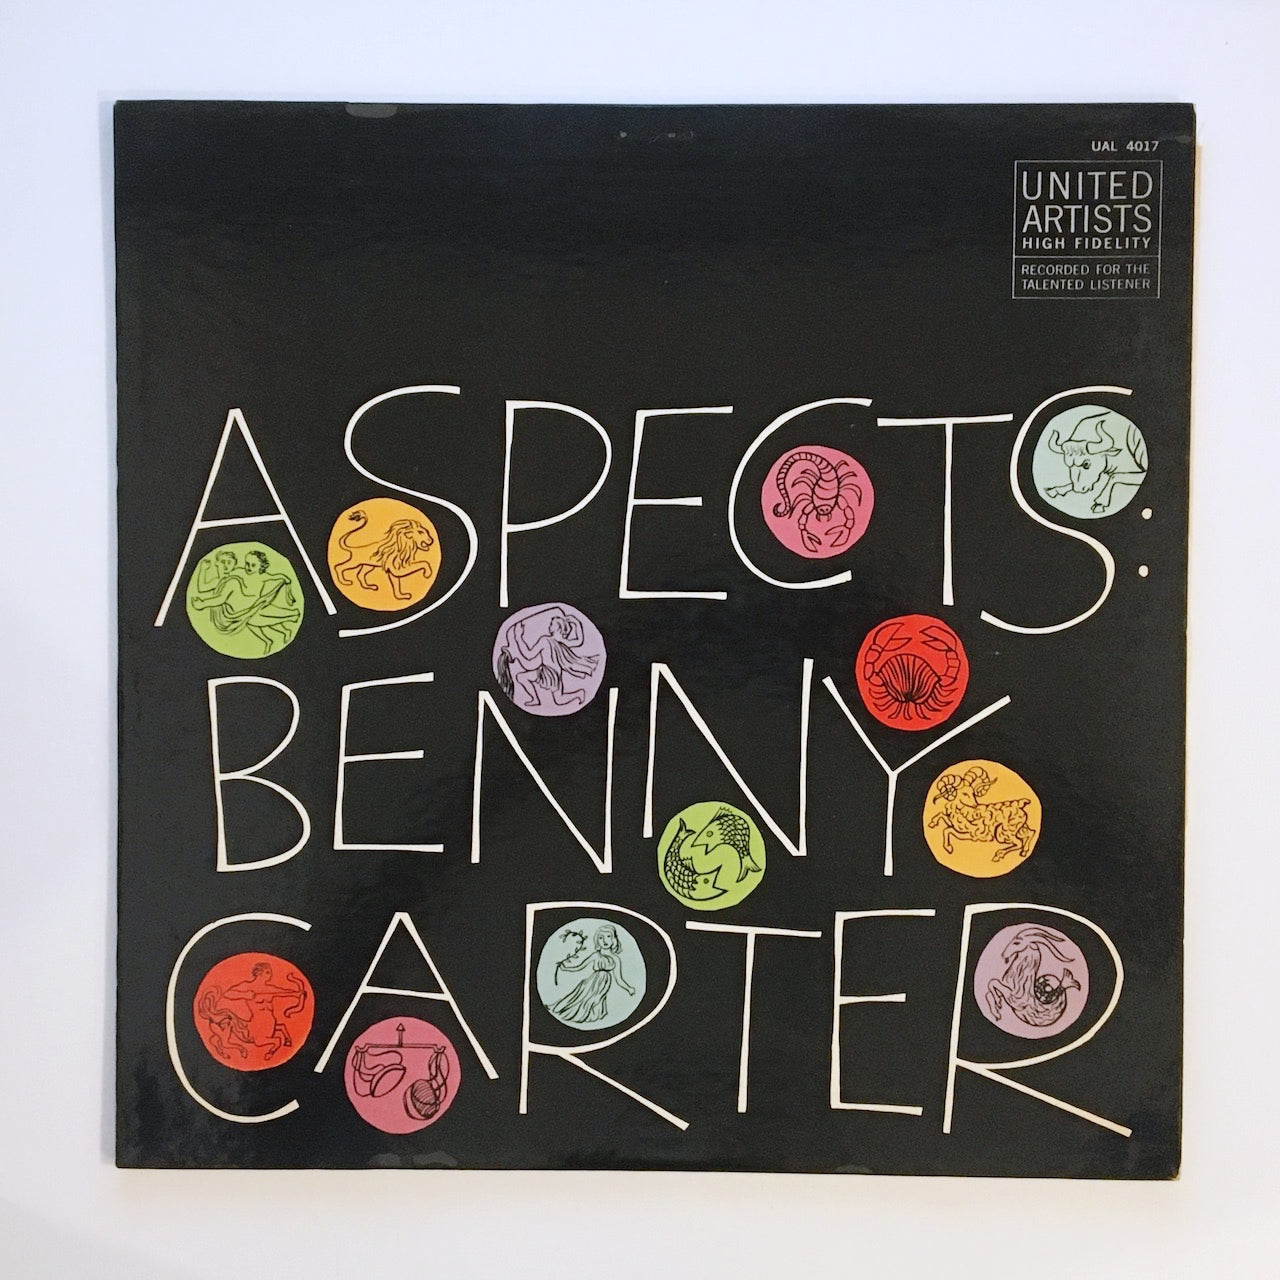 UAL 4017
UNITED
ARTISTS
HIGH FIDELITY
RECORDED FOR THE
TALENTED LISTENER
ASPECTS:
BENNY
CARTER